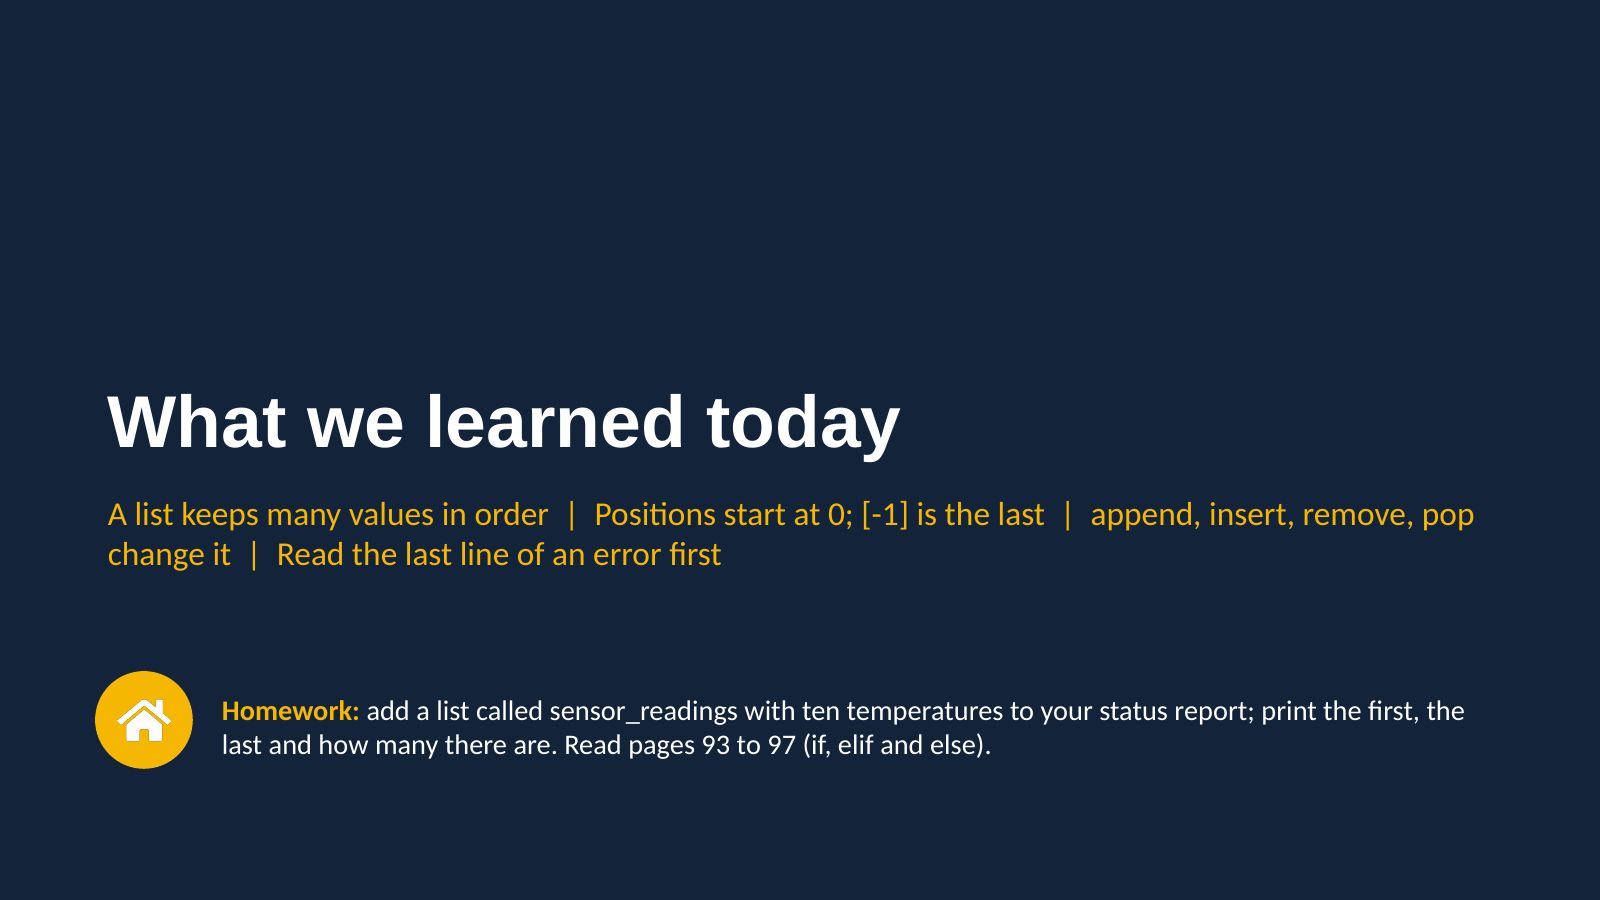 What we learned today
A list keeps many values in order | Positions start at 0; [-1] is the last | append, insert, remove, pop
change it | Read the last line of an error first
Homework: add a list called sensor_readings with ten temperatures to your status report; print the first, the
last and how many there are. Read pages 93 to 97 (if, elif and else).